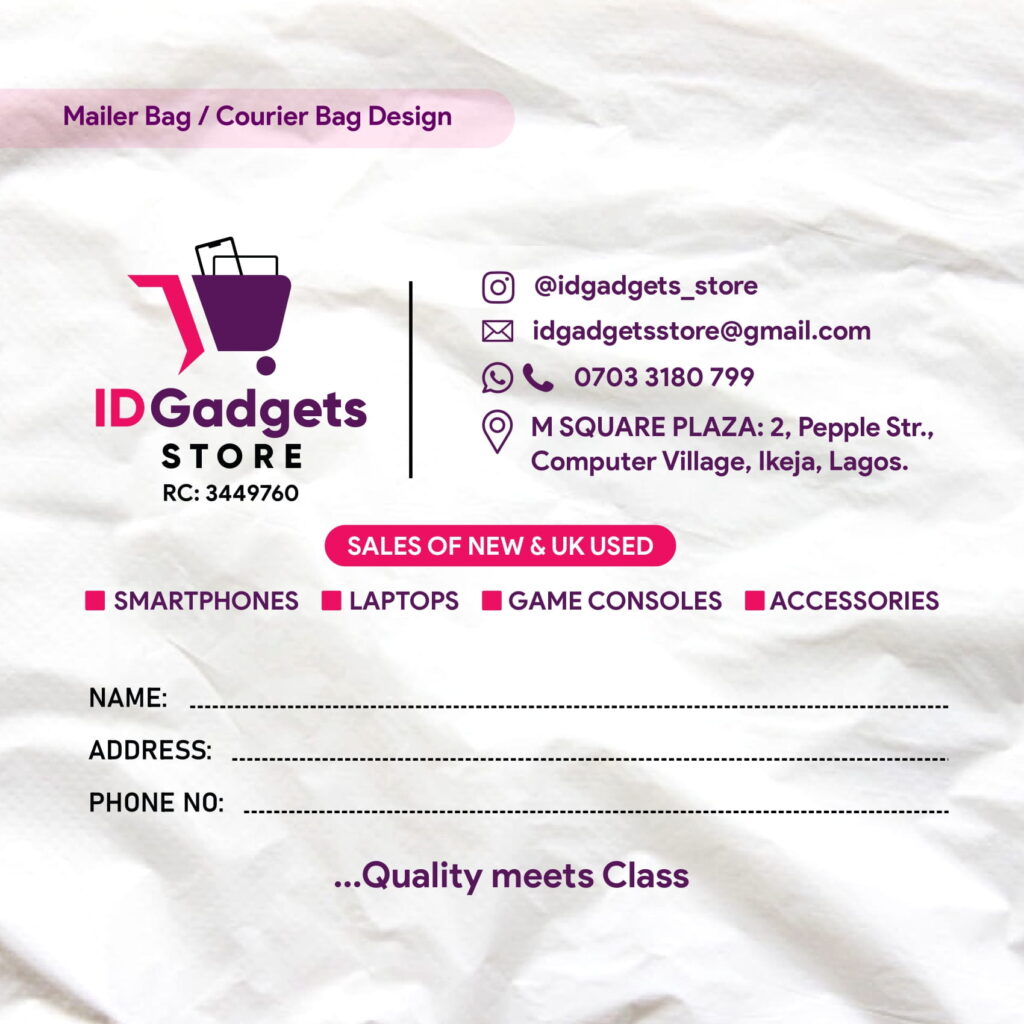 Mailer Bag / Courier Bag Design
IDGadgets
STORE
RC: 3449760
@idgadgets_store
idgadgetsstore@gmail.com
0703 3180 799
M SQUARE PLAZA: 2, Pepple Str.,
Computer Village, Ikeja, Lagos.
SALES OF NEW & UK USED
SMARTPHONES LAPTOPS GAME CONSOLES ACCESSORIES
NAME:
ADDRESS:
PHONE NO:
...Quality meets Class